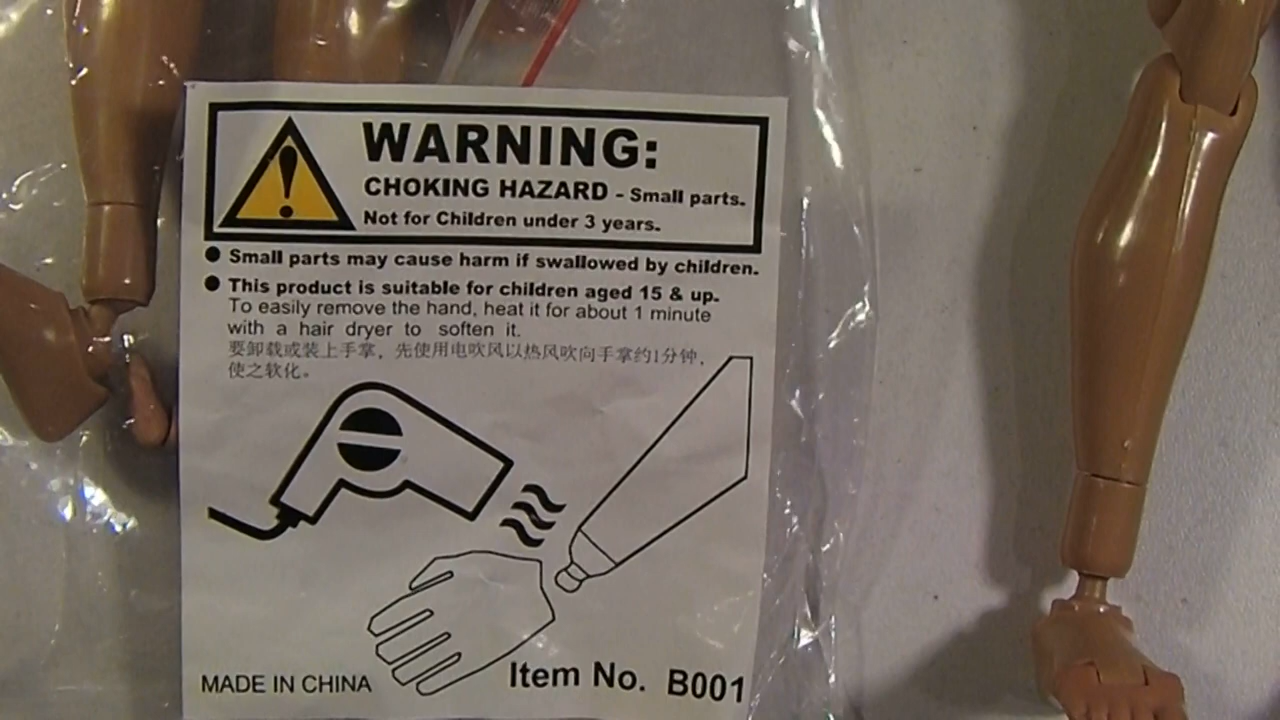 WARNING:
CHOKING HAZARD - Small parts.
Not for Children under 3 years.
● Small parts may cause harm if swallowed by children.
● This product is suitable for children aged 15 & up.
To easily remove the hand, heat it for about 1 minute
with a hair dryer to soften it.
要卸载或装上手掌，先使用电吹风以热风吹向手掌约1分钟，
使之软化。
MADE IN CHINA
Item No. B001